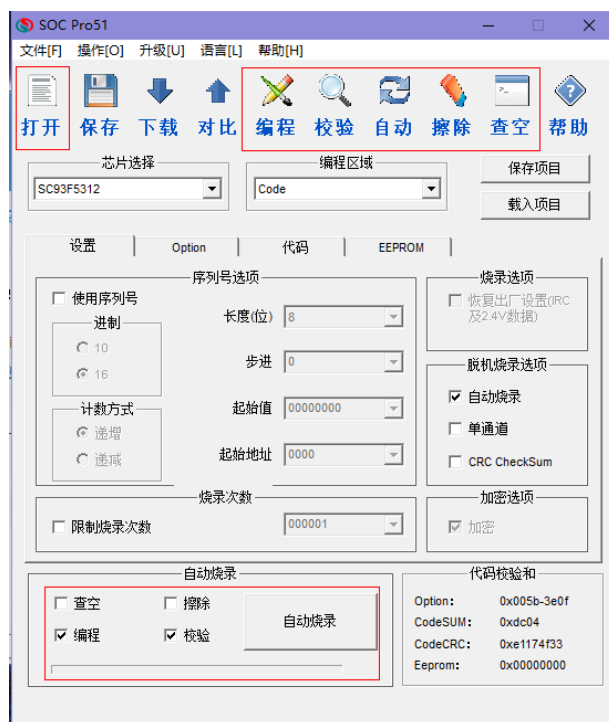 SOC Pro51
文件[F] 操作[O] 升级[U] 语言[L] 帮助[H]
打开 保存 下载 对比 编程 校验 自动 擦除 查空 帮助
芯片选择 编程区域 保存项目
SC93F5312 Code
载入项目
设置 Option 代码 EEPROM
序列号选项 烧录选项
使用序列号 恢复出厂设置(IRC
及2.4V数据)
进制 长度(位) 8
10
16 步进 0 脱机烧录选项
计数方式 起始值 00000000 自动烧录
递增 单通道
递减 起始地址 0000 CRC CheckSum
烧录次数 加密选项
限制烧录次数 000001 加密
自动烧录 代码校验和
查空 擦除 自动烧录 Option: 0x005b-3e0f
编程 校验 CodeSUM: 0xdc04
CodeCRC: 0xe1174f33
Eeprom: 0x00000000